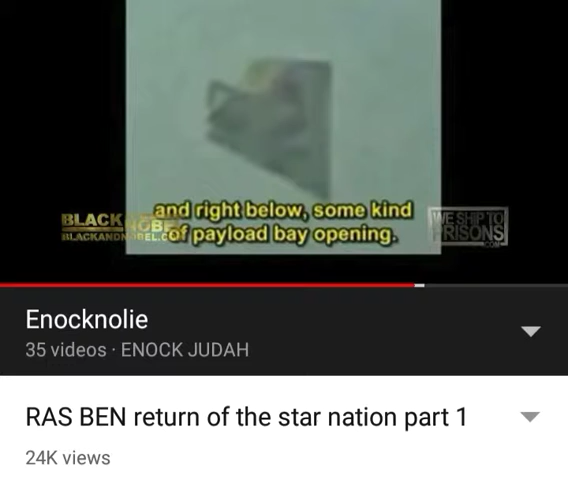 and right below, some kind
of payload bay opening.
BLACK NOBEL
BLACKANDNOBEL.COM
WE SHIP TO
PRISONS
.COM
Enocknolie
35 videos · ENOCK JUDAH
RAS BEN return of the star nation part 1
24K views